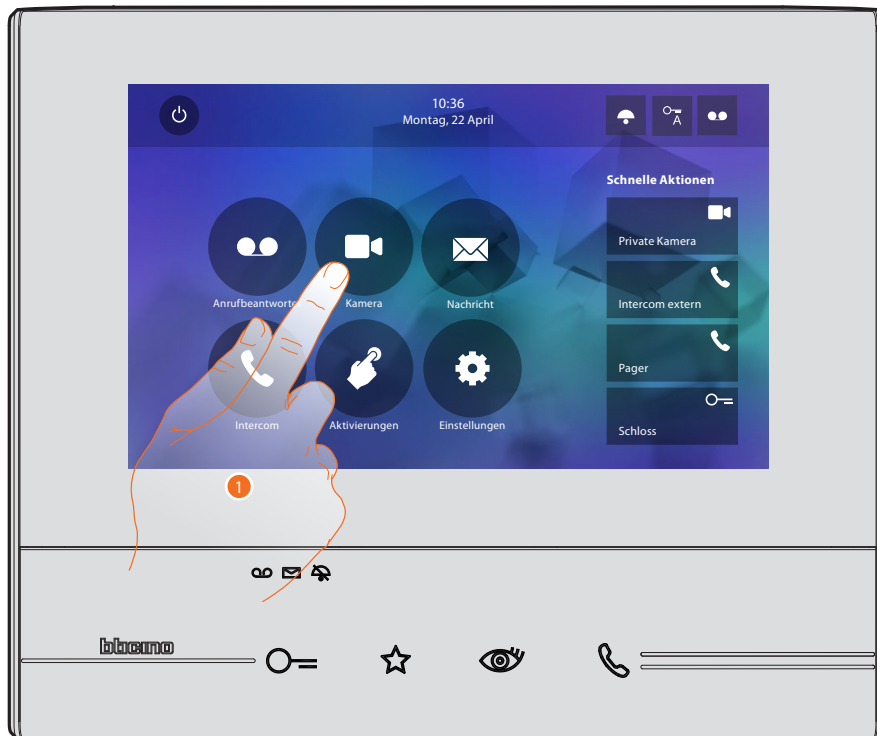 10:36
Montag, 22 April
A
Schnelle Aktionen
Private Kamera
Anrufbeantworte
Kamera
Nachricht
Intercom extern
Pager
Intercom
Aktivierungen
Einstellungen
Schloss
1
bticino